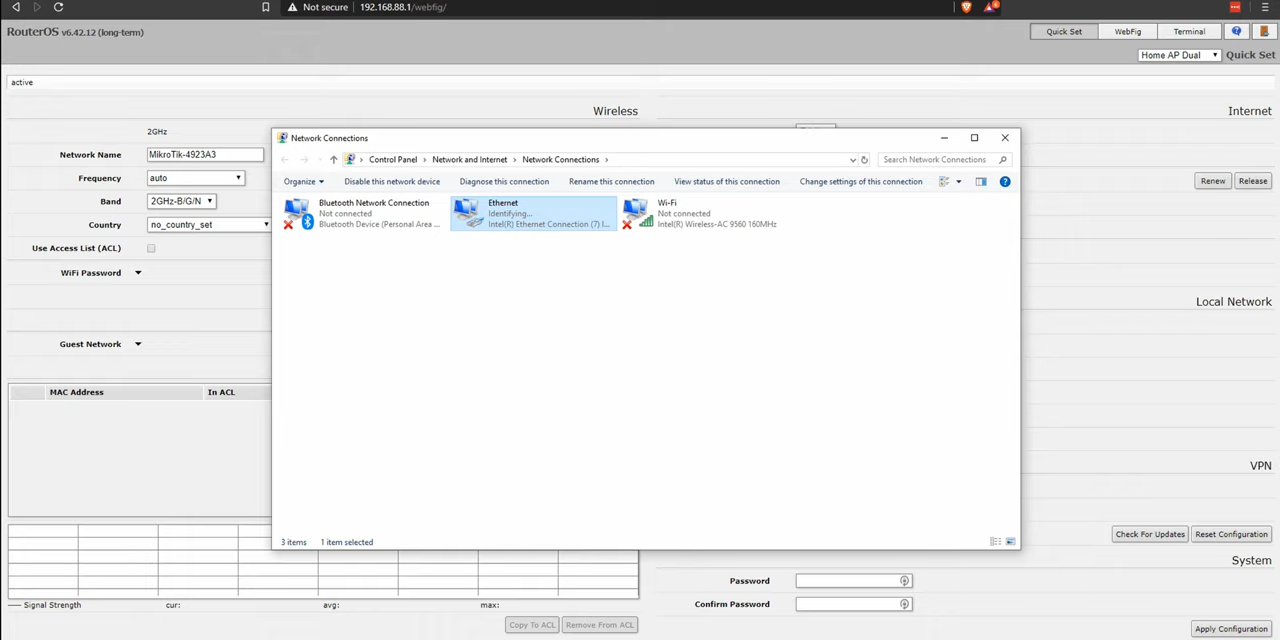 Not secure 192.168.88.1/webfig/
RouterOS v6.42.12 (long-term)
Quick Set WebFig Terminal
Home AP Dual Quick Set
active
Wireless
Internet
2GHz
Network Name MikroTik-4923A3
Frequency auto
Renew Release
Band 2GHz-B/G/N
Country no_country_set
Use Access List (ACL)
WiFi Password
Local Network
Guest Network
MAC Address In ACL
VPN
Check For Updates Reset Configuration
System
Password
Confirm Password
Signal Strength cur: avg: max:
Copy To ACL Remove From ACL
Apply Configuration
Network Connections
Control Panel Network and Internet Network Connections Search Network Connections
Organize Disable this network device Diagnose this connection Rename this connection View status of this connection Change settings of this connection
Bluetooth Network Connection
Not connected
Bluetooth Device (Personal Area ...
Ethernet
Identifying...
Intel(R) Ethernet Connection (7) I...
Wi-Fi
Not connected
Intel(R) Wireless-AC 9560 160MHz
3 items 1 item selected